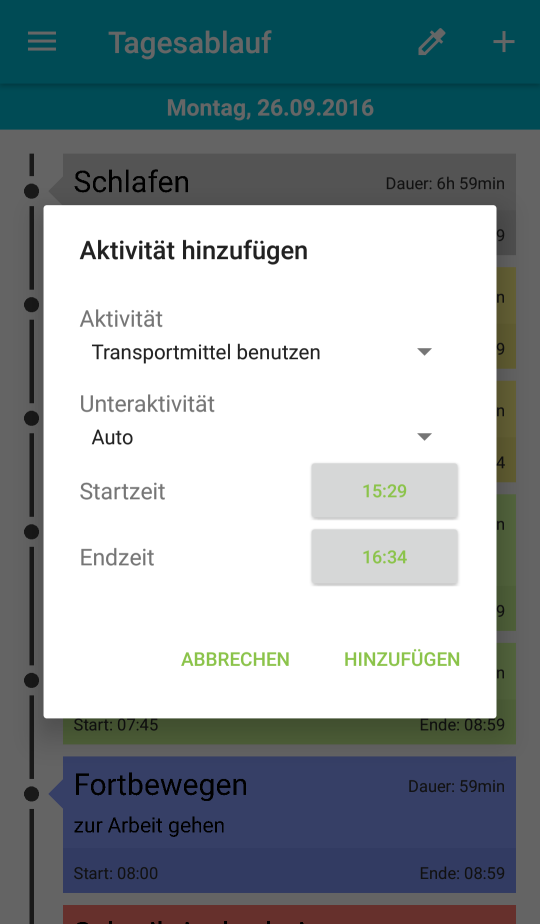 Tagesablauf
Montag, 26.09.2016
Schlafen
Dauer: 6h 59min
Aktivität hinzufügen
Aktivität
Transportmittel benutzen
Unteraktivität
Auto
Startzeit
15:29
Endzeit
16:34
ABBRECHEN
HINZUFÜGEN
Start: 07:45
Ende: 08:59
Fortbewegen
Dauer: 59min
zur Arbeit gehen
Start: 08:00
Ende: 08:59